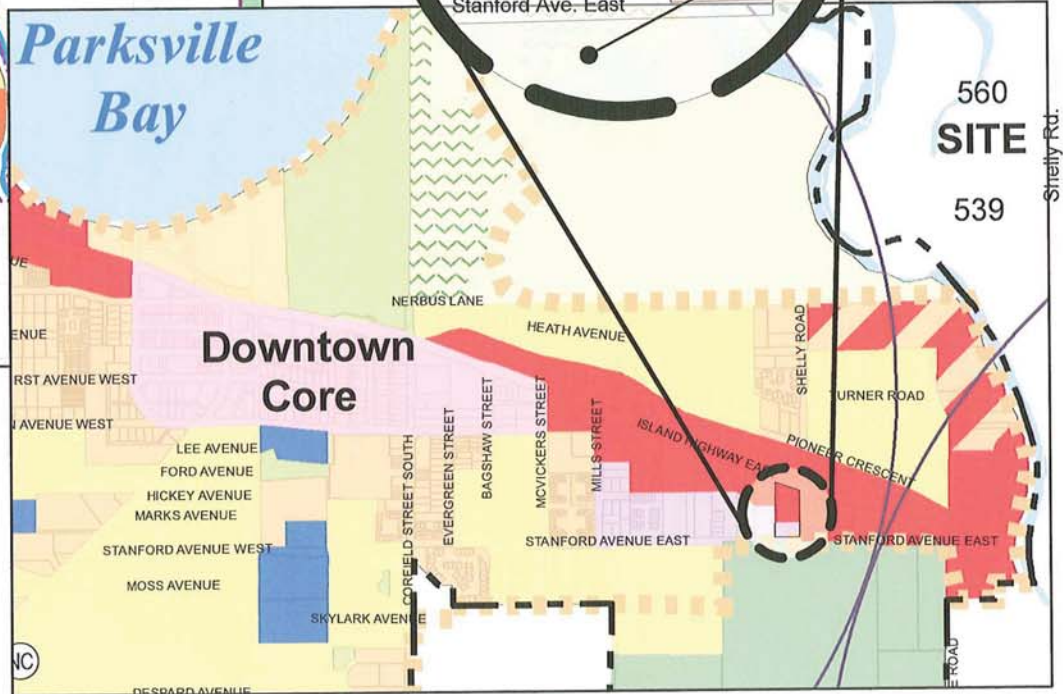 Stanford Ave. East
Parksville
Bay
560
SITE
539
Shelly Rd.
NERBUS LANE
HEATH AVENUE
SHELLY ROAD
TURNER ROAD
Downtown
Core
AVENUE WEST
AVENUE WEST
LEE AVENUE
FORD AVENUE
HICKEY AVENUE
MARKS AVENUE
STANFORD AVENUE WEST
MOSS AVENUE
SKYLARK AVENUE
CORFIELD STREET SOUTH
EVERGREEN STREET
BAGSHAW STREET
MCVICKERS STREET
MILLS STREET
ISLAND HIGHWAY EAST
PIONEER CRESCENT
STANFORD AVENUE EAST
STANFORD AVENUE EAST
NC
DESPARD AVENUE
ROAD